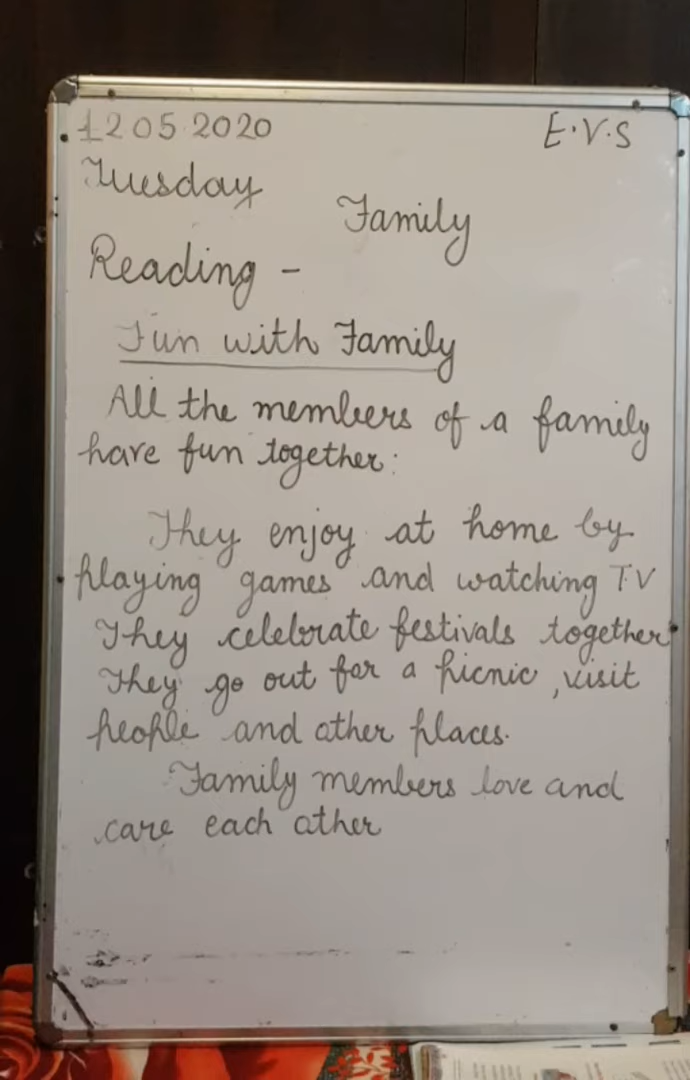 12 05 2020 E.V.S
Tuesday
Family
Reading -
Fun with Family
All the members of a family
have fun together:
They enjoy at home by
playing games and watching T.V
They celebrate festivals together
They go out for a picnic, visit
people and other places.
Family members love and
care each other